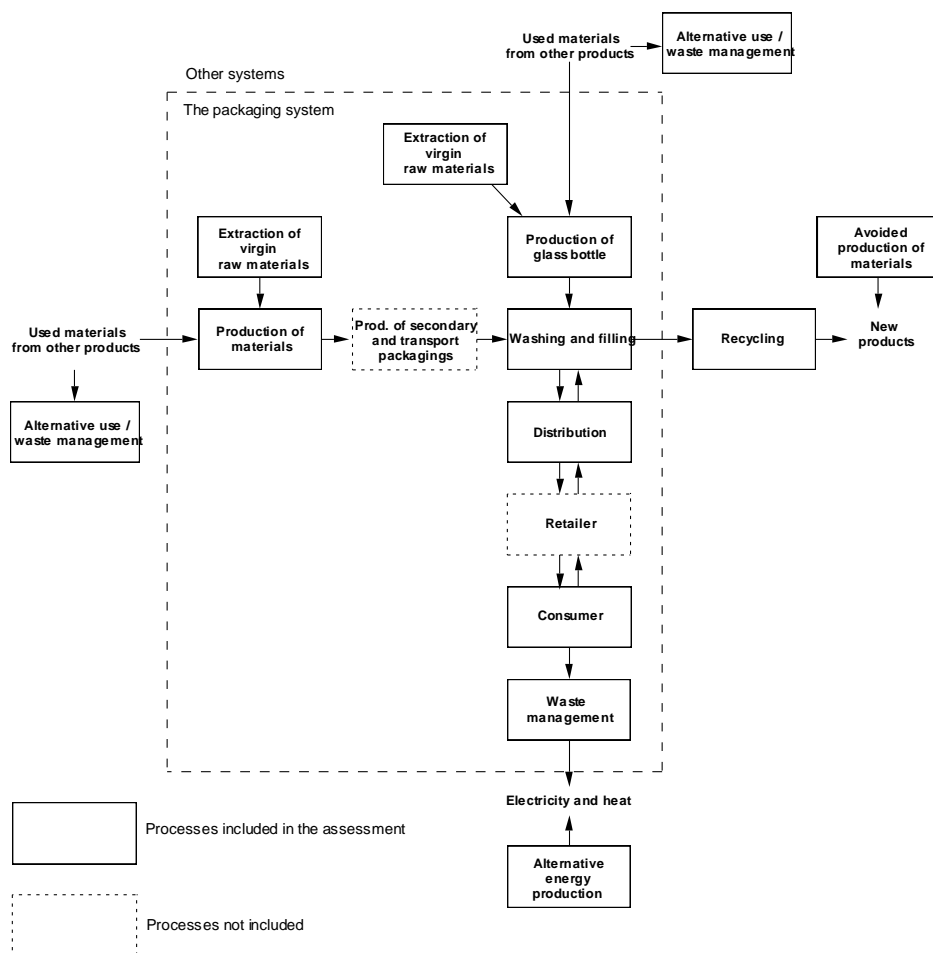 Used materials
from other products
Alternative use /
waste management
Other systems
The packaging system
Extraction of
virgin
raw materials
Extraction of
virgin
raw materials
Production of
glass bottle
Avoided
production of
materials
Used materials
from other products
Production of
materials
Prod. of secondary
and transport
packagings
Washing and filling
Recycling
New
products
Alternative use /
waste management
Distribution
Retailer
Consumer
Waste
management
Electricity and heat
Processes included in the assessment
Alternative
energy
production
Processes not included